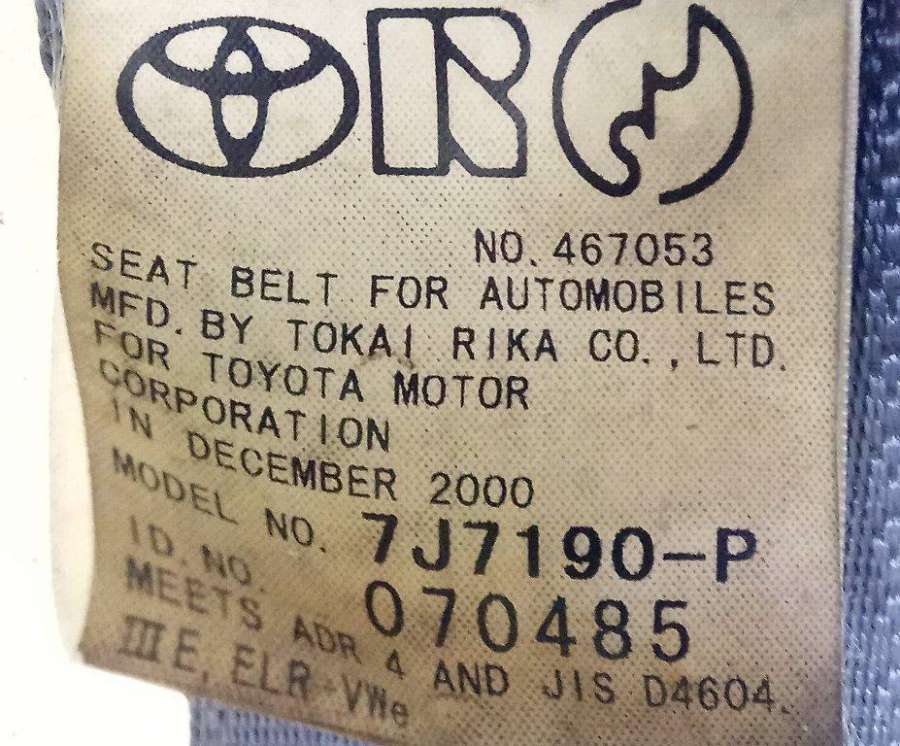 NO. 467053
SEAT BELT FOR AUTOMOBILES
MFD. BY TOKAI RIKA CO., LTD.
FOR TOYOTA MOTOR
CORPORATION
IN DECEMBER 2000
MODEL NO. 7J7190-P
ID. NO. 070485
MEETS ADR 4 AND JIS D4604.
III E, ELR-VWe